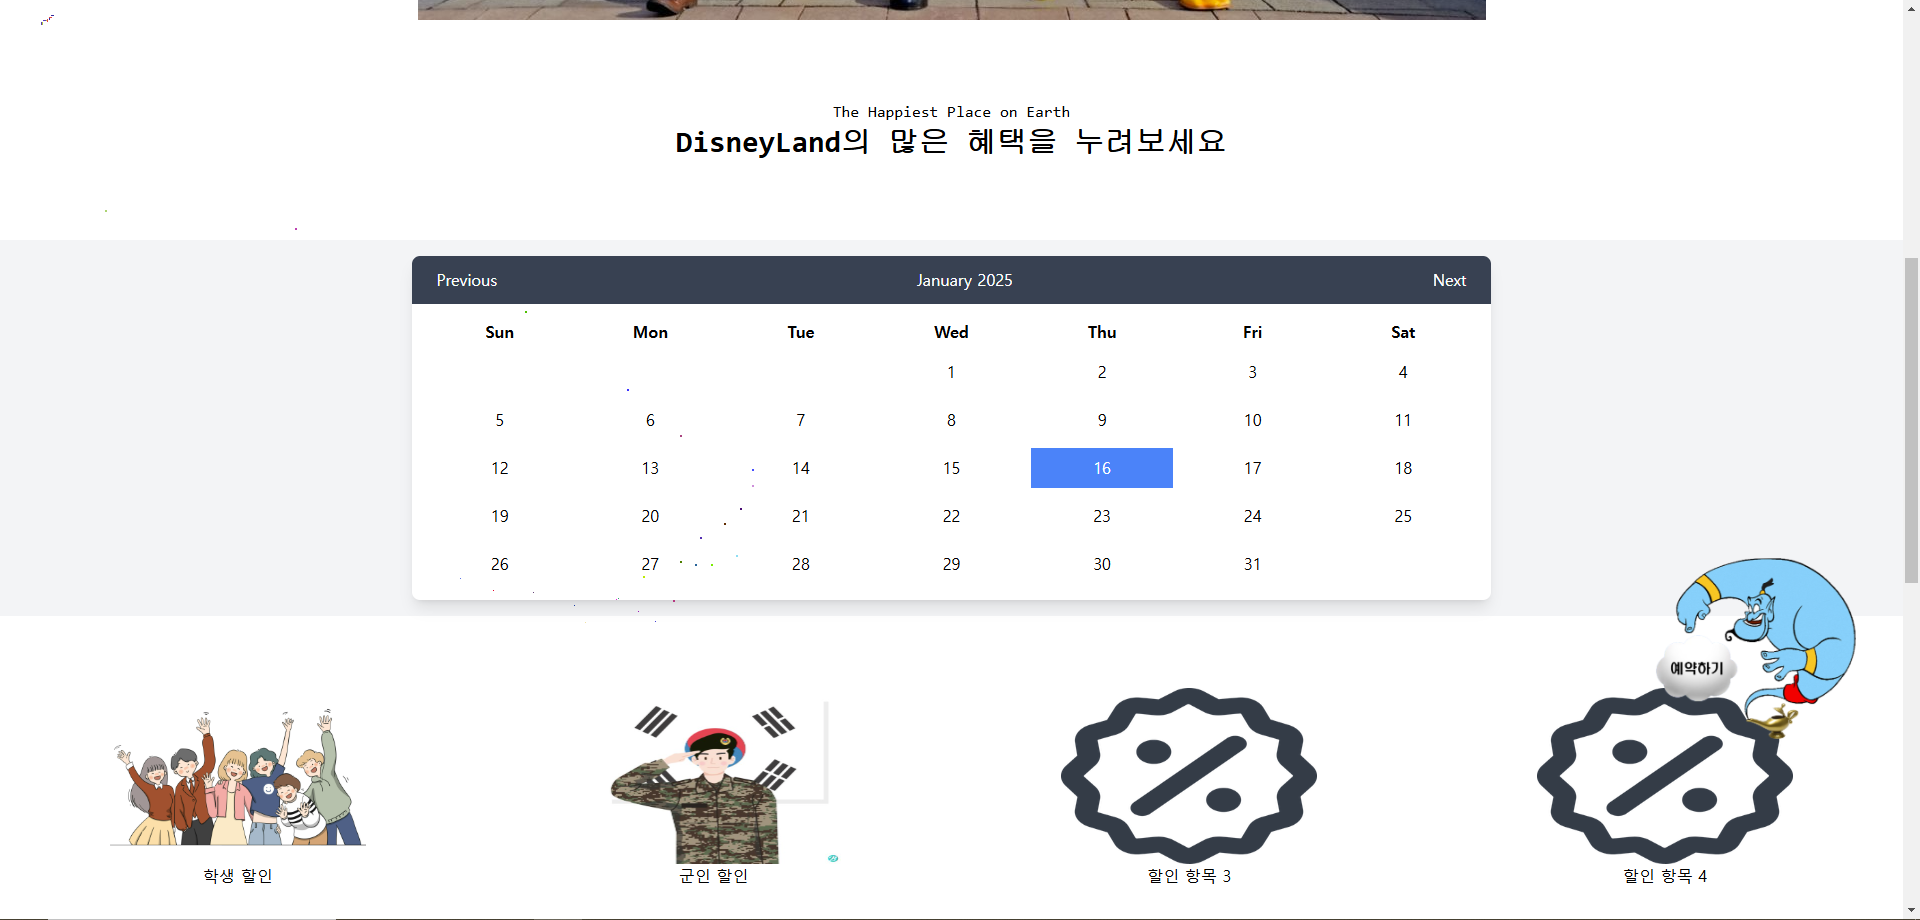 The Happiest Place on Earth
DisneyLand의 많은 혜택을 누려보세요
Previous January 2025 Next
Sun Mon Tue Wed Thu Fri Sat
1 2 3 4
5 6 7 8 9 10 11
12 13 14 15 16 17 18
19 20 21 22 23 24 25
26 27 28 29 30 31
예약하기
학생 할인 군인 할인 할인 항목 3 할인 항목 4